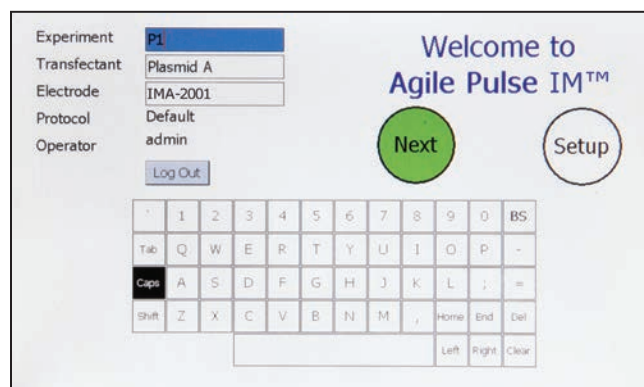 Experiment P1
Transfectant Plasmid A
Electrode IMA-2001
Protocol Default
Operator admin
Log Out
Welcome to
Agile Pulse IM™
Next
Setup
` 1 2 3 4 5 6 7 8 9 0 BS
Tab Q W E R T Y U I O P -
Caps A S D F G H J K L ; =
Shift Z X C V B N M , Home End Del
Left Right Clear